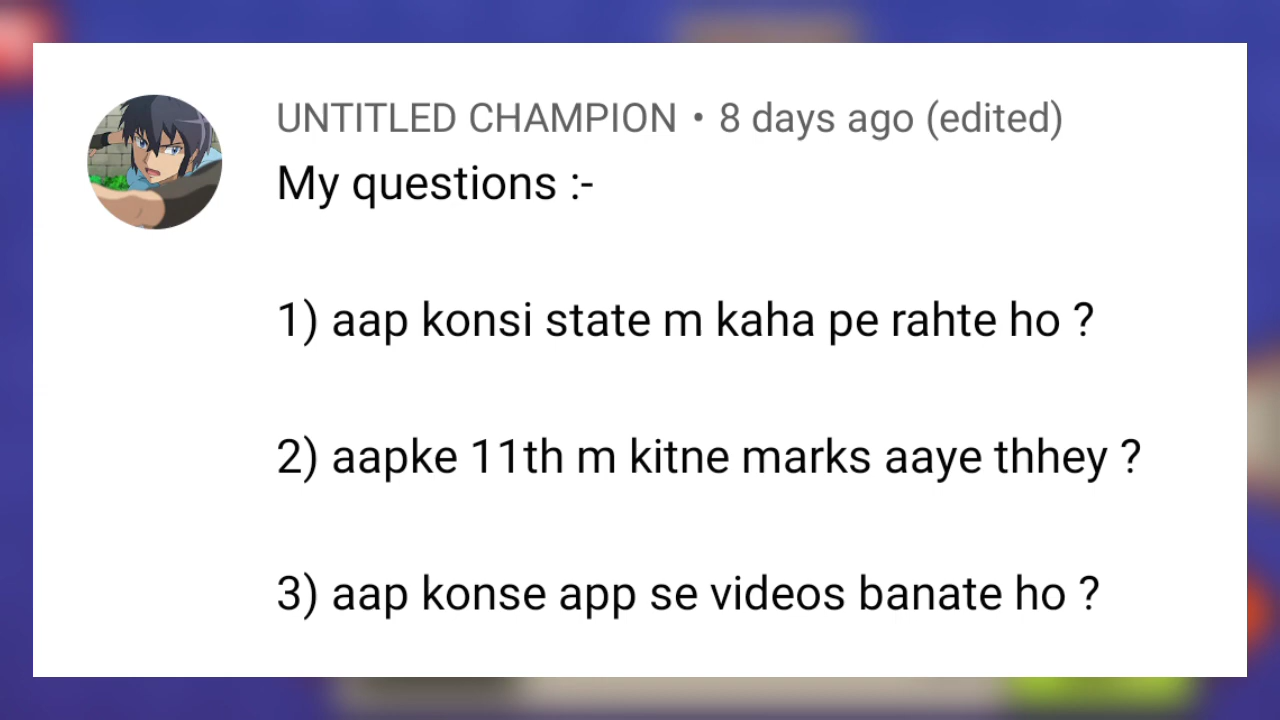 UNTITLED CHAMPION • 8 days ago (edited)
My questions :-
1) aap konsi state m kaha pe rahte ho ?
2) aapke 11th m kitne marks aaye thhey ?
3) aap konse app se videos banate ho ?